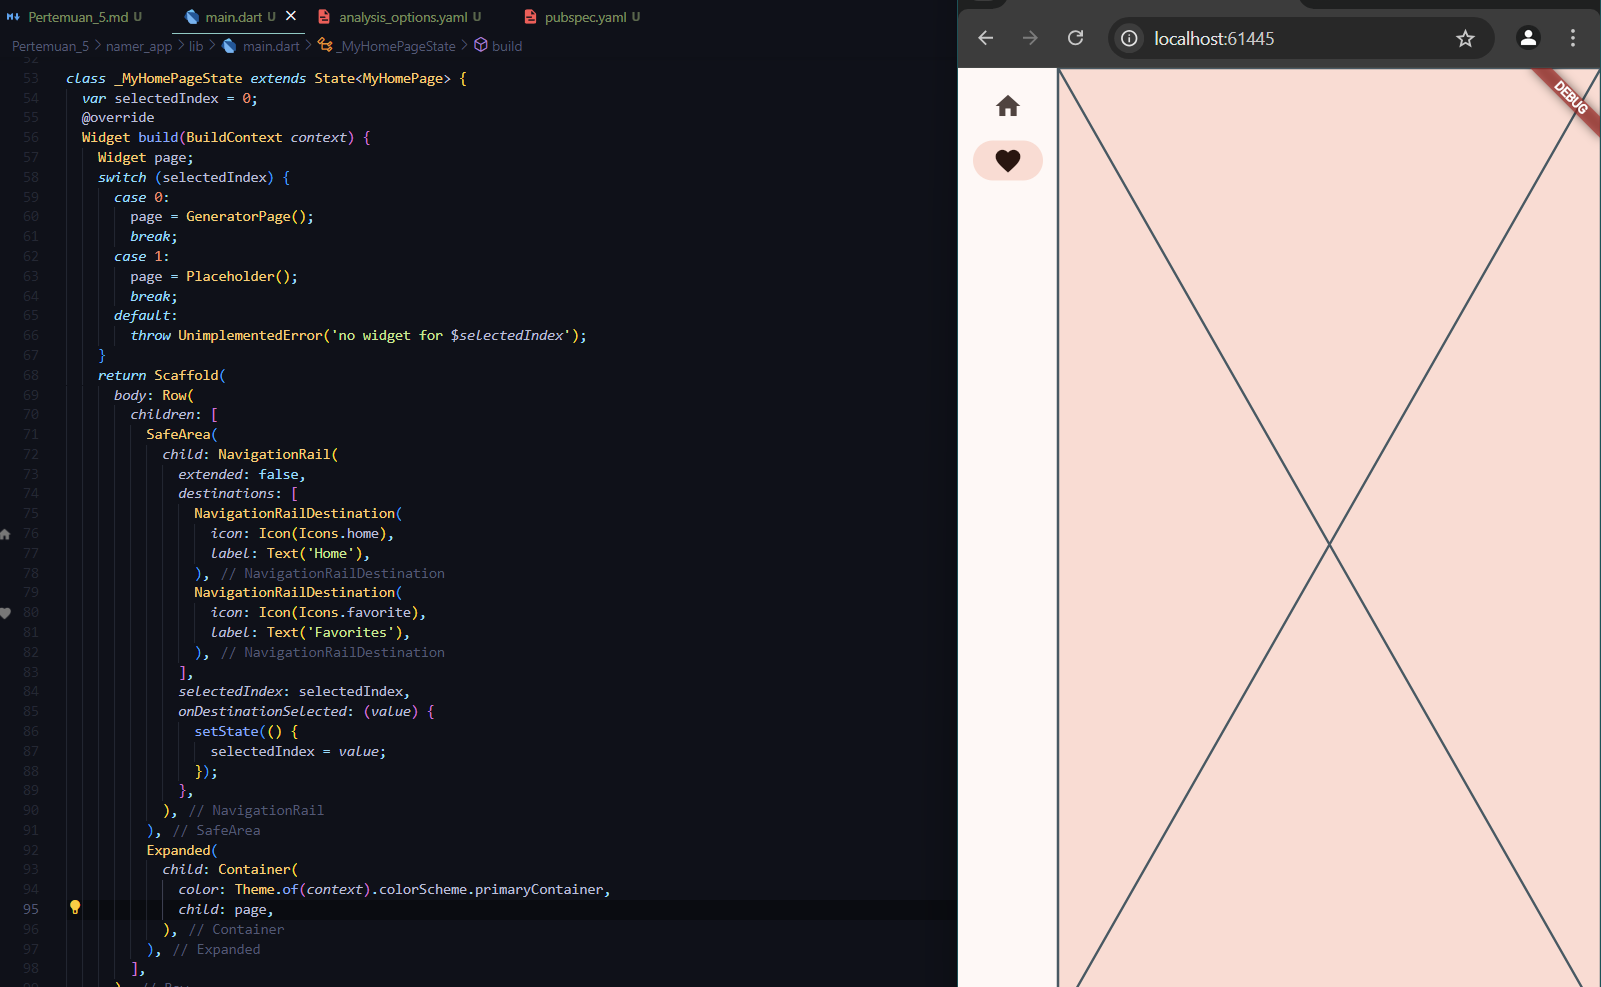 Pertemuan_5.md U
main.dart U
analysis_options.yaml U
pubspec.yaml U
Pertemuan_5 > namer_app > lib > main.dart > _MyHomePageState > build
52
53 class _MyHomePageState extends State<MyHomePage> {
54 var selectedIndex = 0;
55 @override
56 Widget build(BuildContext context) {
57 Widget page;
58 switch (selectedIndex) {
59 case 0:
60 page = GeneratorPage();
61 break;
62 case 1:
63 page = Placeholder();
64 break;
65 default:
66 throw UnimplementedError('no widget for $selectedIndex');
67 }
68 return Scaffold(
69 body: Row(
70 children: [
71 SafeArea(
72 child: NavigationRail(
73 extended: false,
74 destinations: [
75 NavigationRailDestination(
76 icon: Icon(Icons.home),
77 label: Text('Home'),
78 ), // NavigationRailDestination
79 NavigationRailDestination(
80 icon: Icon(Icons.favorite),
81 label: Text('Favorites'),
82 ), // NavigationRailDestination
83 ],
84 selectedIndex: selectedIndex,
85 onDestinationSelected: (value) {
86 setState(() {
87 selectedIndex = value;
88 });
89 },
90 ), // NavigationRail
91 ), // SafeArea
92 Expanded(
93 child: Container(
94 color: Theme.of(context).colorScheme.primaryContainer,
95 child: page,
96 ), // Container
97 ), // Expanded
98 ],
localhost:61445
DEBUG